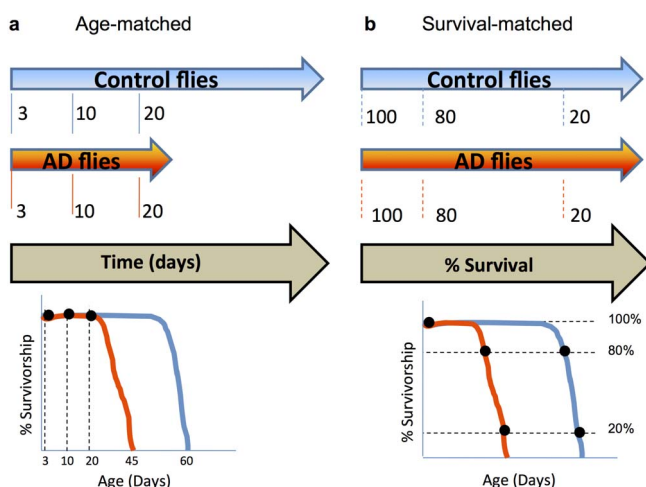 a Age-matched
Control flies
3 10 20
AD flies
3 10 20
Time (days)
% Survivorship
3 10 20 45 60
Age (Days)
b Survival-matched
Control flies
100 80 20
AD flies
100 80 20
% Survival
% Survivorship
100%
80%
20%
Age (Days)